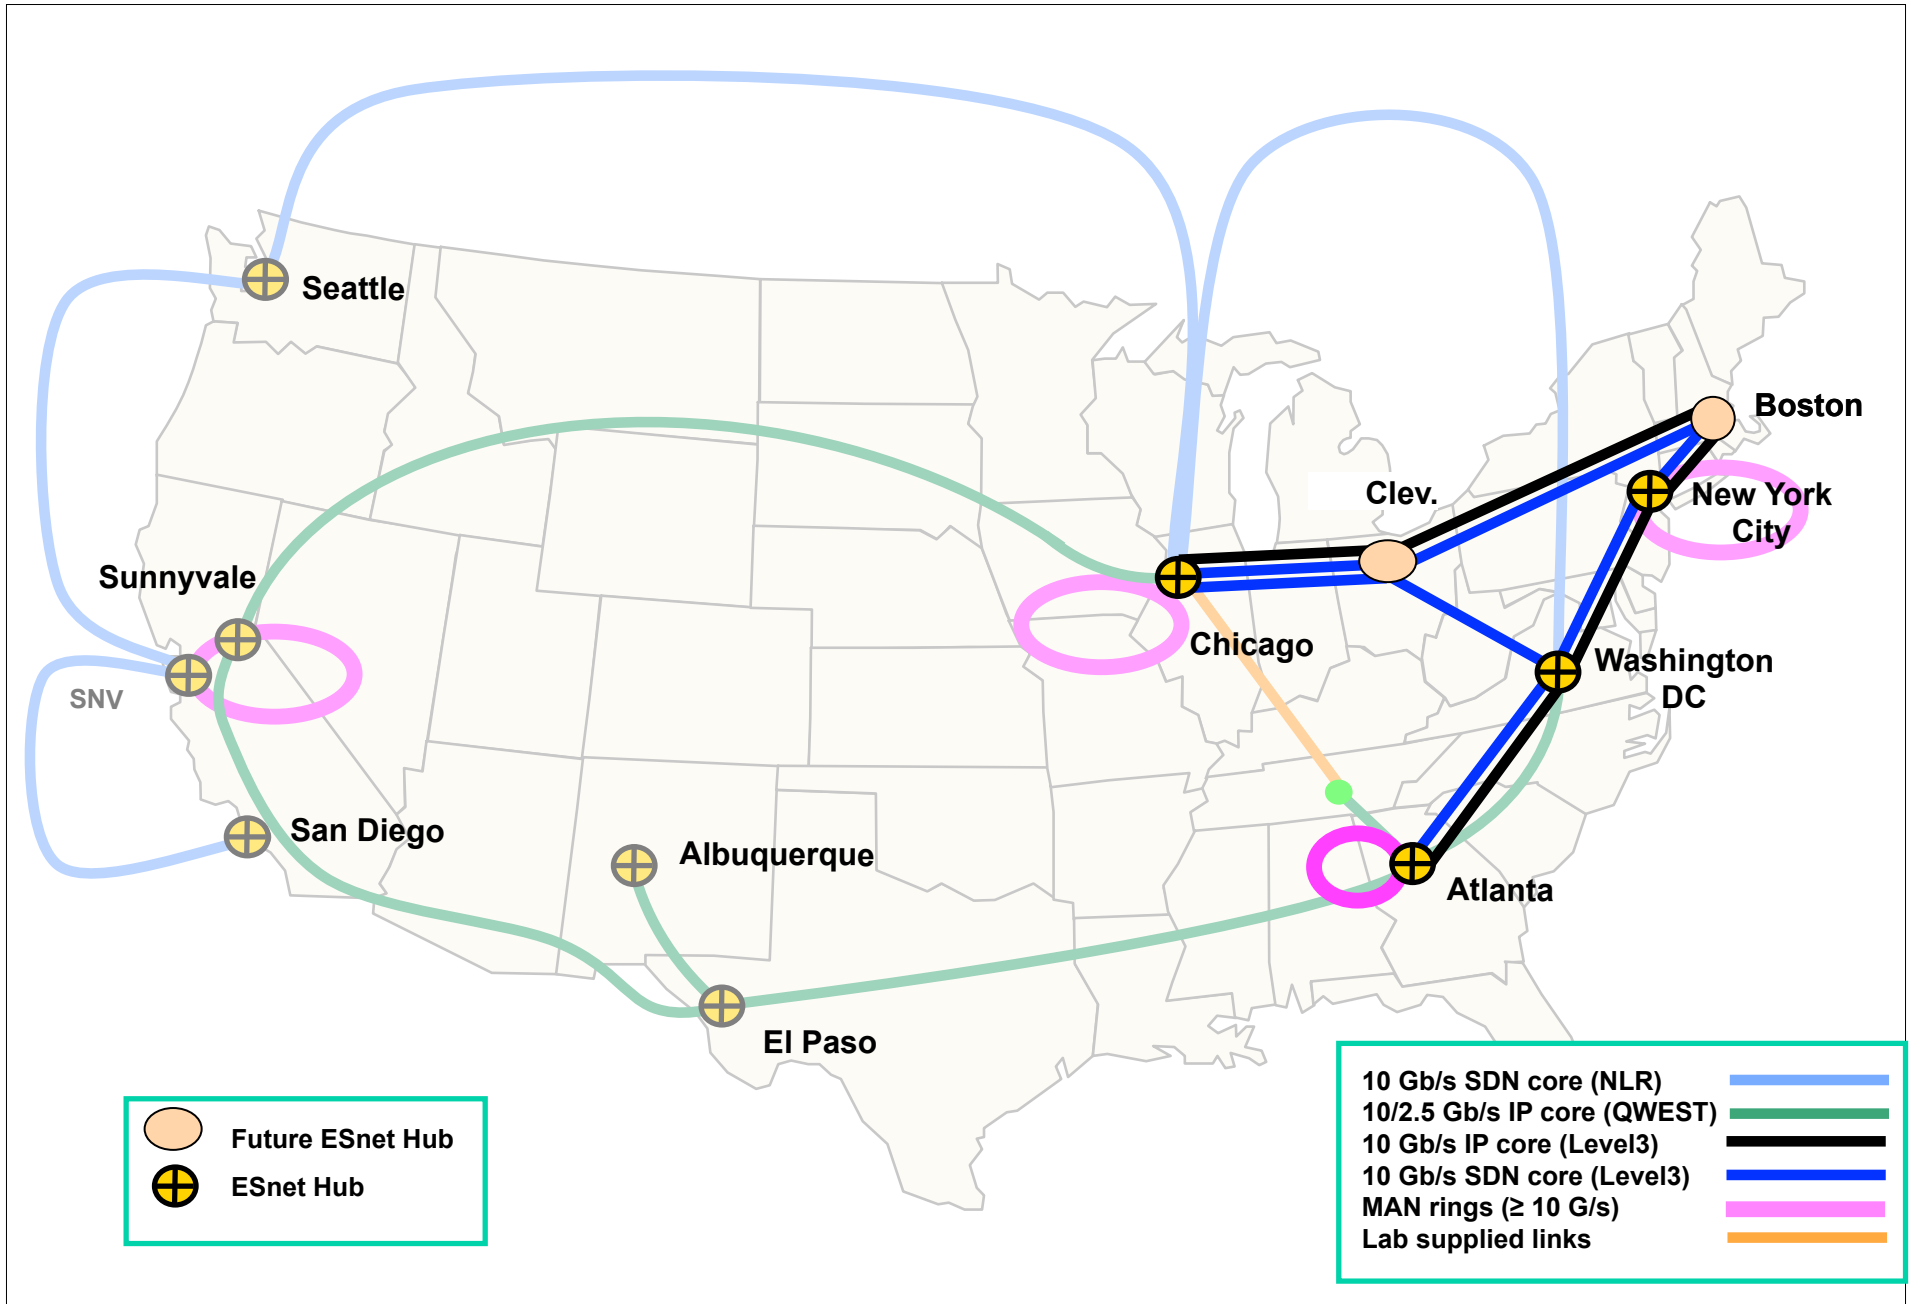 Seattle
Boston
Clev.
New York
City
Sunnyvale
Chicago
Washington
DC
SNV
San Diego
Albuquerque
Atlanta
El Paso
Future ESnet Hub
ESnet Hub
10 Gb/s SDN core (NLR)
10/2.5 Gb/s IP core (QWEST)
10 Gb/s IP core (Level3)
10 Gb/s SDN core (Level3)
MAN rings (≥ 10 G/s)
Lab supplied links